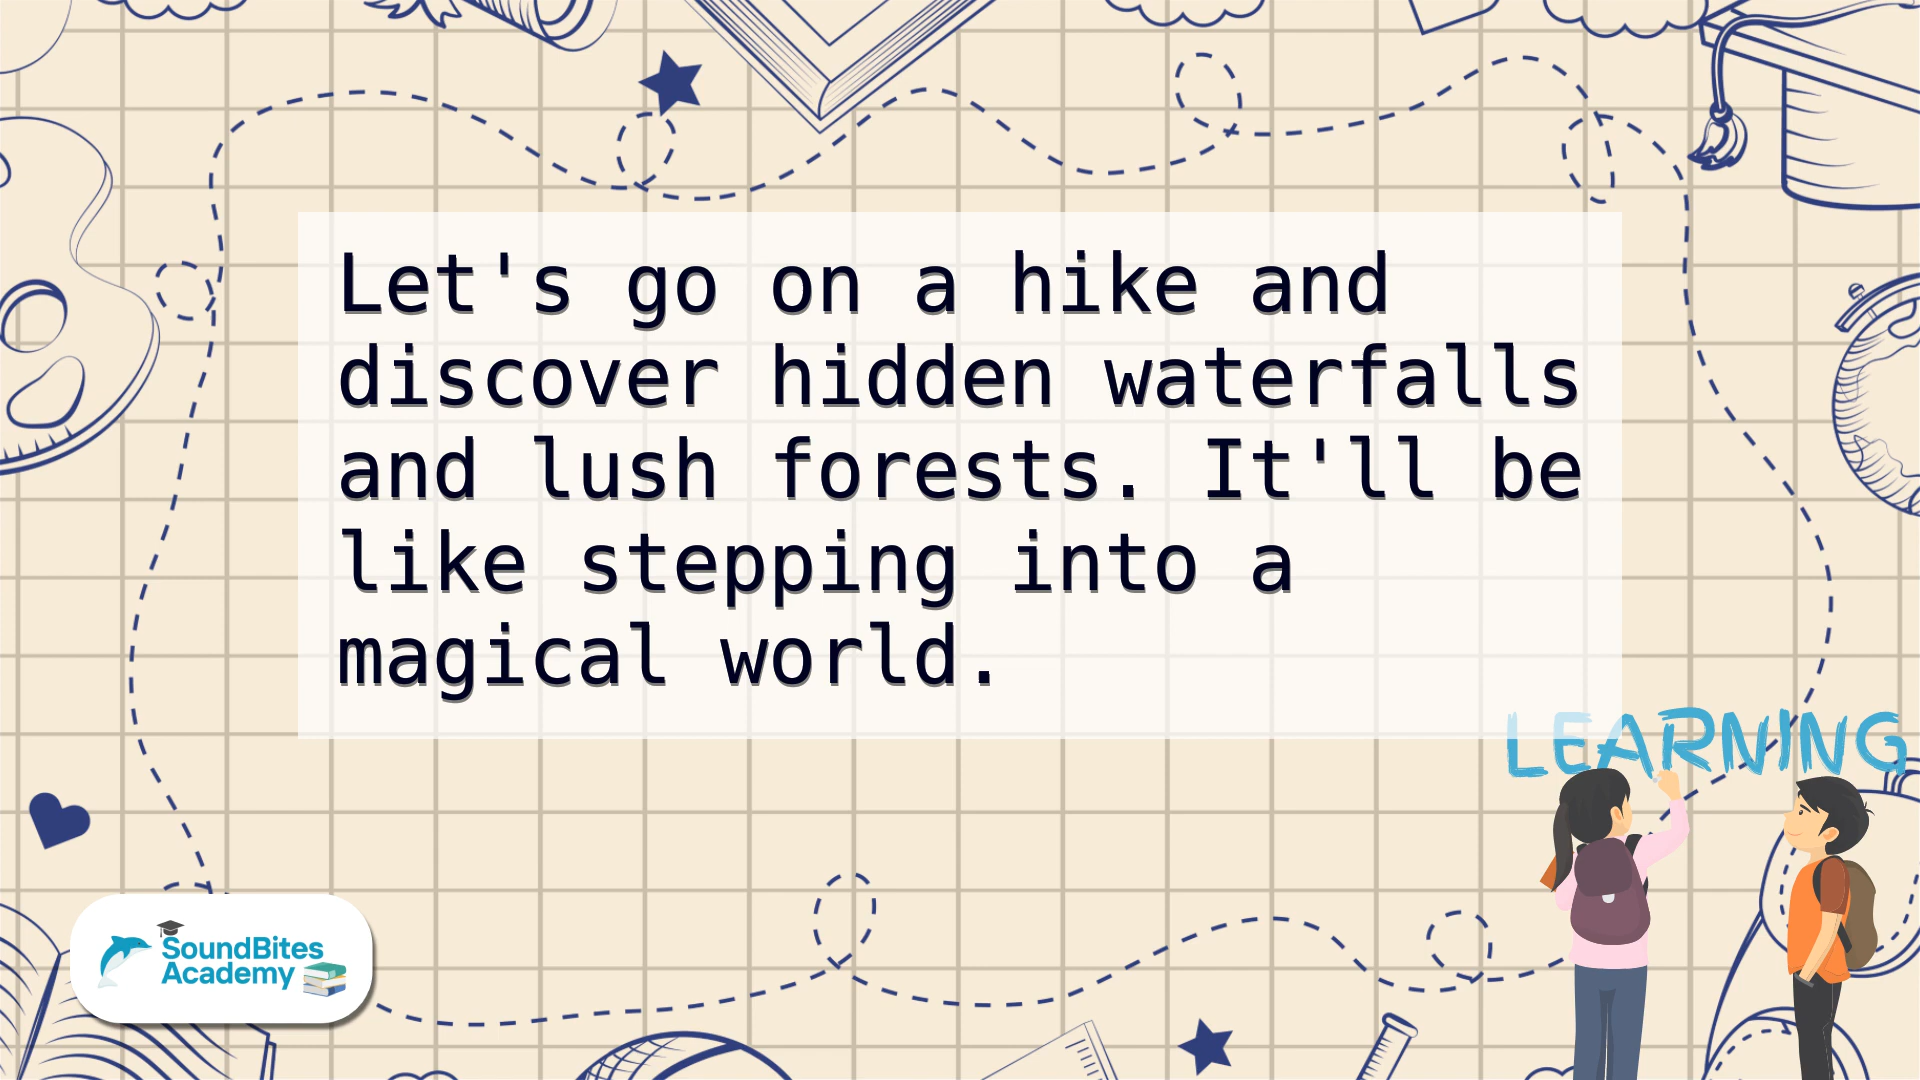 Let's go on a hike and
discover hidden waterfalls
and lush forests. It'll be
like stepping into a
magical world.
LEARNING
SoundBites
Academy